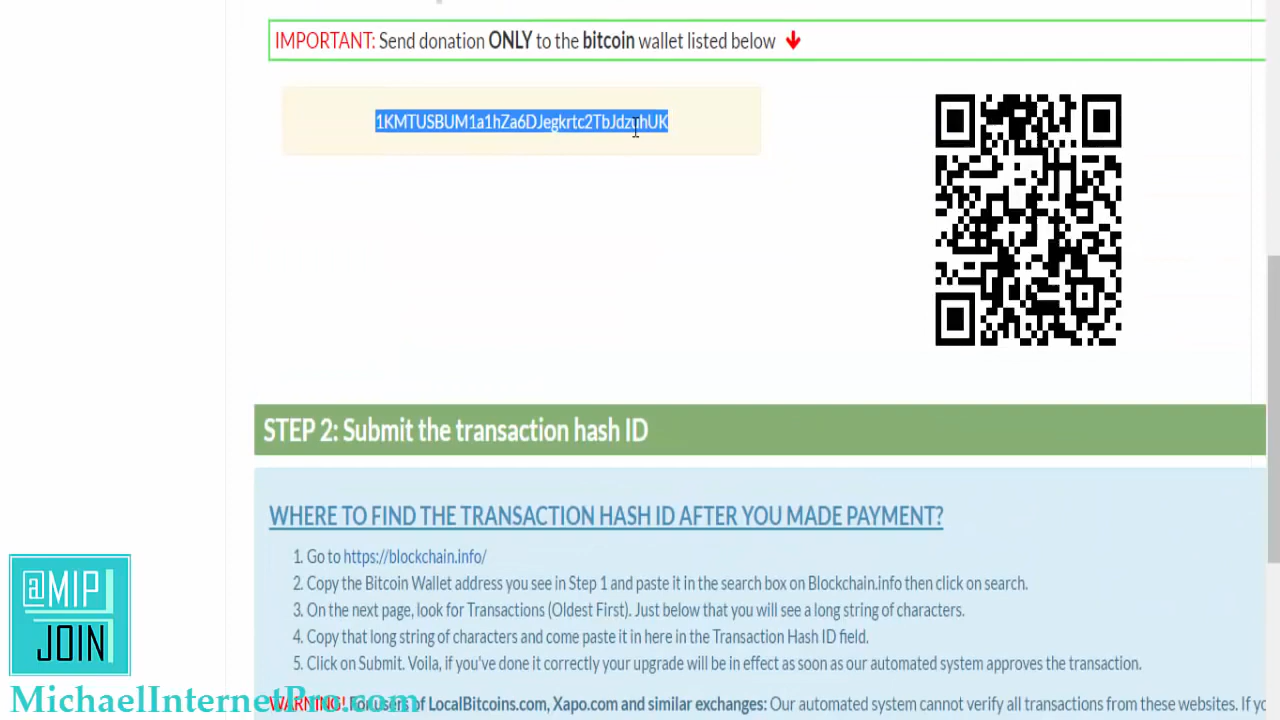 IMPORTANT: Send donation ONLY to the bitcoin wallet listed below
1KMTUSBUM1a1hZa6DJegkrtc2TbJdzuhUK
STEP 2: Submit the transaction hash ID
WHERE TO FIND THE TRANSACTION HASH ID AFTER YOU MADE PAYMENT?
1. Go to https://blockchain.info/
2. Copy the Bitcoin Wallet address you see in Step 1 and paste it in the search box on Blockchain.info then click on search.
3. On the next page, look for Transactions (Oldest First). Just below that you will see a long string of characters.
4. Copy that long string of characters and come paste it in here in the Transaction Hash ID field.
5. Click on Submit. Voila, if you've done it correctly your upgrade will be in effect as soon as our automated system approves the transaction.
WARNING! For users of LocalBitcoins.com, Xapo.com and similar exchanges: Our automated system cannot verify all transactions from these websites. If yo
@MIP
JOIN
MichaelInternetPro.com